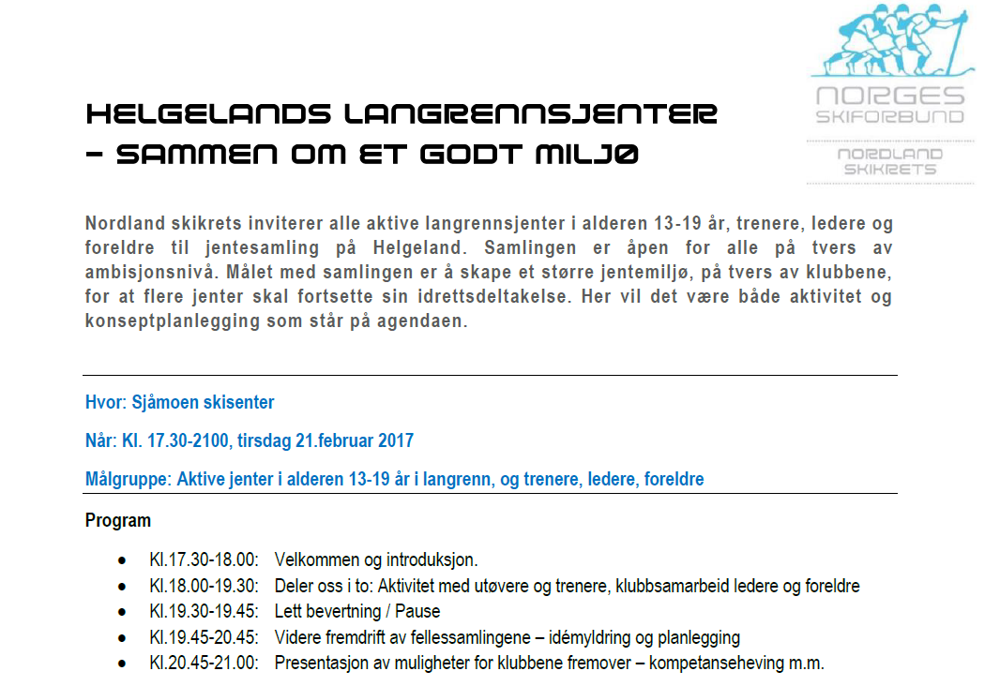 NORGES
SKIFORBUND
NORDLAND
SKIKRETS
HELGELANDS LANGRENNSJENTER
– SAMMEN OM ET GODT MILJØ
Nordland skikrets inviterer alle aktive langrennsjenter i alderen 13-19 år, trenere, ledere og
foreldre til jentesamling på Helgeland. Samlingen er åpen for alle på tvers av
ambisjonsnivå. Målet med samlingen er å skape et større jentemiljø, på tvers av klubbene,
for at flere jenter skal fortsette sin idrettsdeltakelse. Her vil det være både aktivitet og
konseptplanlegging som står på agendaen.
Hvor: Sjåmoen skisenter
Når: Kl. 17.30-2100, tirsdag 21.februar 2017
Målgruppe: Aktive jenter i alderen 13-19 år i langrenn, og trenere, ledere, foreldre
Program
• Kl.17.30-18.00: Velkommen og introduksjon.
• Kl.18.00-19.30: Deler oss i to: Aktivitet med utøvere og trenere, klubbsamarbeid ledere og foreldre
• Kl.19.30-19.45: Lett bevertning / Pause
• Kl.19.45-20.45: Videre fremdrift av fellessamlingene – idémyldring og planlegging
• Kl.20.45-21.00: Presentasjon av muligheter for klubbene fremover – kompetanseheving m.m.